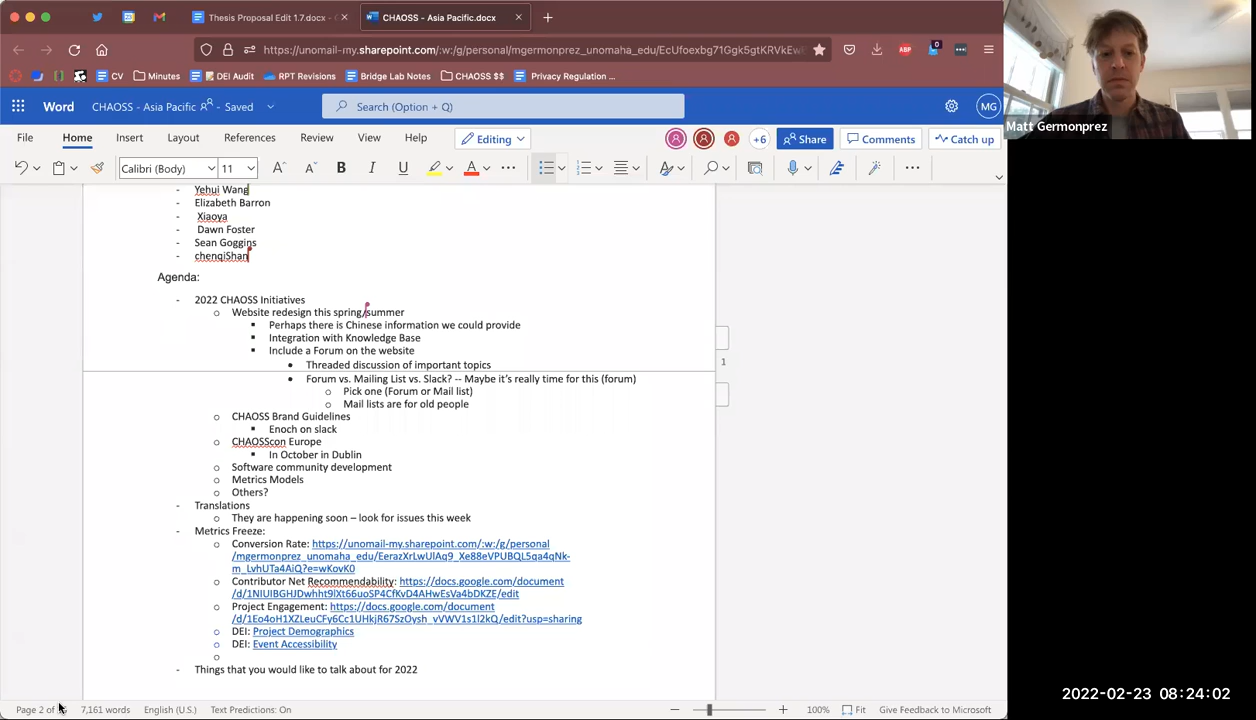 Thesis Proposal Edit 1.7.docx -
CHAOSS - Asia Pacific.docx
https://unomail-my.sharepoint.com/:w:/g/personal/mgermonprez_unomaha_edu/EcUfoexbg71Ggk5gtKRVkEw
CV
Minutes
DEI Audit
RPT Revisions
Bridge Lab Notes
CHAOSS $$
Privacy Regulation ...
Word
CHAOSS - Asia Pacific - Saved
Search (Option + Q)
MG
File Home Insert Layout References Review View Help
Editing
+6
Share
Comments
Catch up
Calibri (Body) 11
Yehui Wang
- Elizabeth Barron
- Xiaoya
- Dawn Foster
- Sean Goggins
- chenqiShan
Agenda:
- 2022 CHAOSS Initiatives
o Website redesign this spring/summer
▪ Perhaps there is Chinese information we could provide
▪ Integration with Knowledge Base
▪ Include a Forum on the website
• Threaded discussion of important topics
• Forum vs. Mailing List vs. Slack? -- Maybe it's really time for this (forum)
o Pick one (Forum or Mail list)
o Mail lists are for old people
o CHAOSS Brand Guidelines
▪ Enoch on slack
o CHAOSScon Europe
▪ In October in Dublin
o Software community development
o Metrics Models
o Others?
- Translations
o They are happening soon – look for issues this week
- Metrics Freeze:
o Conversion Rate: https://unomail-my.sharepoint.com/:w:/g/personal
/mgermonprez_unomaha_edu/EerazXrLwUlAq9_Xe88eVPUBQL5qa4qNk-
m_LvhUTa4AiQ?e=wKovK0
o Contributor Net Recommendability: https://docs.google.com/document
/d/1NIUIBGHJDwhht9lXt66uoSP4CfKvD4AHwEsVa4bDKZE/edit
o Project Engagement: https://docs.google.com/document
/d/1Eo4oH1XZLeuCFy6Cc1UHkjR67SzOysh_vVWV1s1l2kQ/edit?usp=sharing
o DEI: Project Demographics
o DEI: Event Accessibility
o
- Things that you would like to talk about for 2022
1
Page 2 of
7,161 words
English (U.S.)
Text Predictions: On
100%
Fit
Give Feedback to Microsoft
Matt Germonprez
2022-02-23 08:24:02